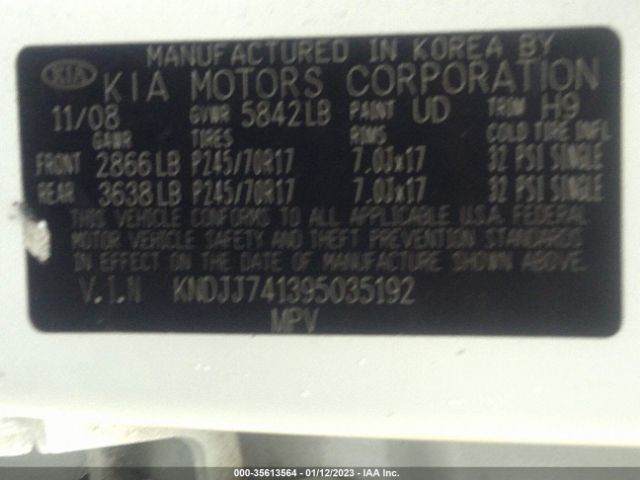 MANUFACTURED IN KOREA BY
KIA KIA MOTORS CORPORATION
11/08 GVWR 5842LB PAINT UD TRIM H9
GAWR TIRES RIMS COLD TIRE INFL
FRONT 2866LB P245/70R17 7.0Jx17 32 PSI SINGLE
REAR 3638LB P245/70R17 7.0Jx17 32 PSI SINGLE
THIS VEHICLE CONFORMS TO ALL APPLICABLE U.S.A. FEDERAL
MOTOR VEHICLE SAFETY AND THEFT PREVENTION STANDARDS
IN EFFECT ON THE DATE OF MANUFACTURE SHOWN ABOVE.
V.I.N KNDJJ741395035192
MPV
000-35613564 - 01/12/2023 - IAA Inc.